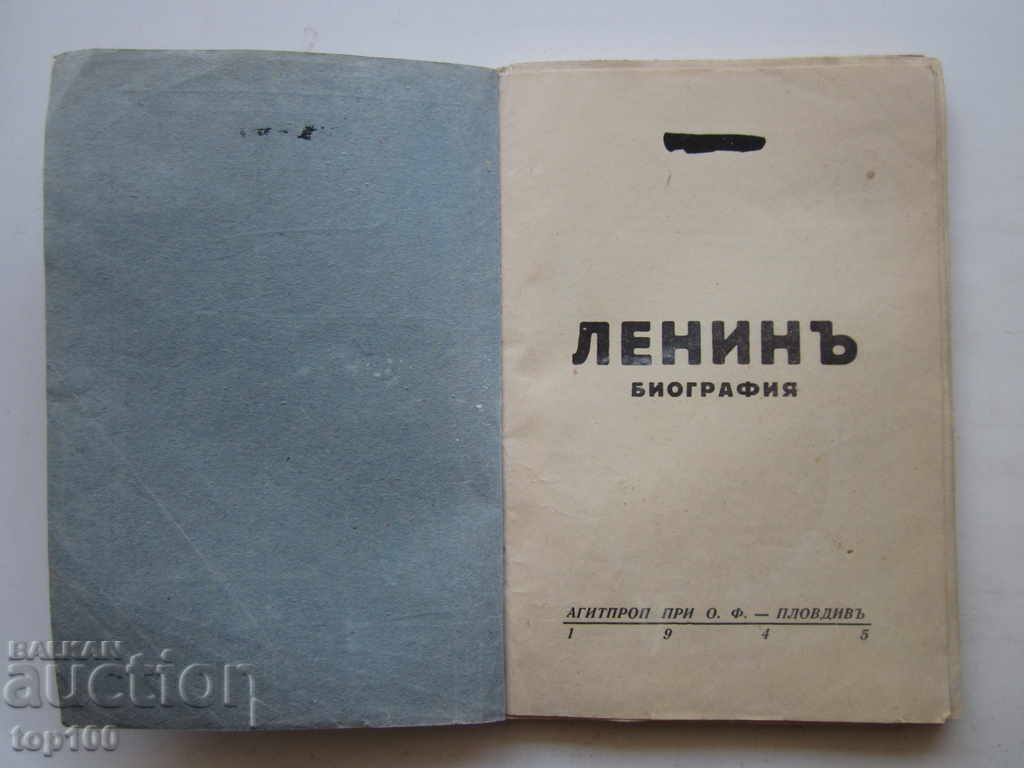 ЛЕНИНЪ
БИОГРАФИЯ
АГИТПРОП ПРИ О. Ф. — ПЛОВДИВЪ
1 9 4 5
BALKAN
auction
top100